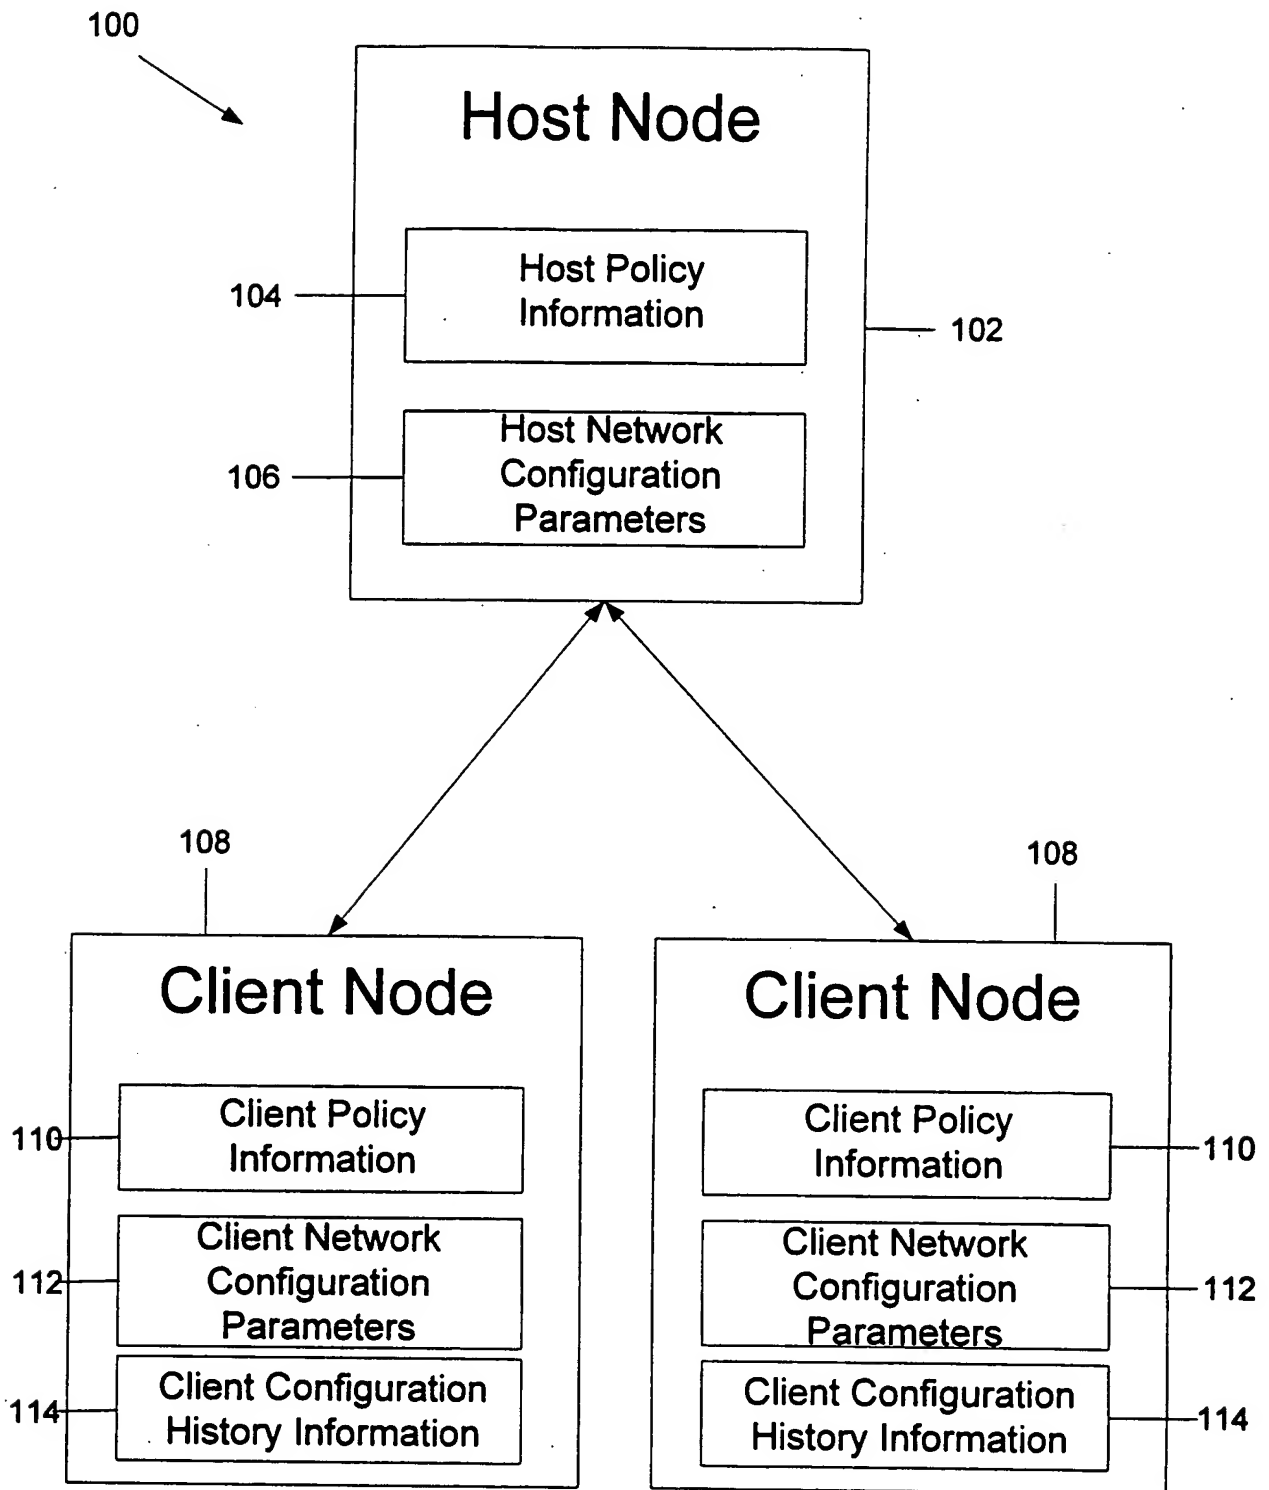 100
Host Node
Host Policy
Information
104
102
Host Network
Configuration
Parameters
106
108
108
Client Node
Client Policy
Information
110
Client Network
Configuration
Parameters
112
Client Configuration
History Information
114
Client Node
Client Policy
Information
110
Client Network
Configuration
Parameters
112
Client Configuration
History Information
114